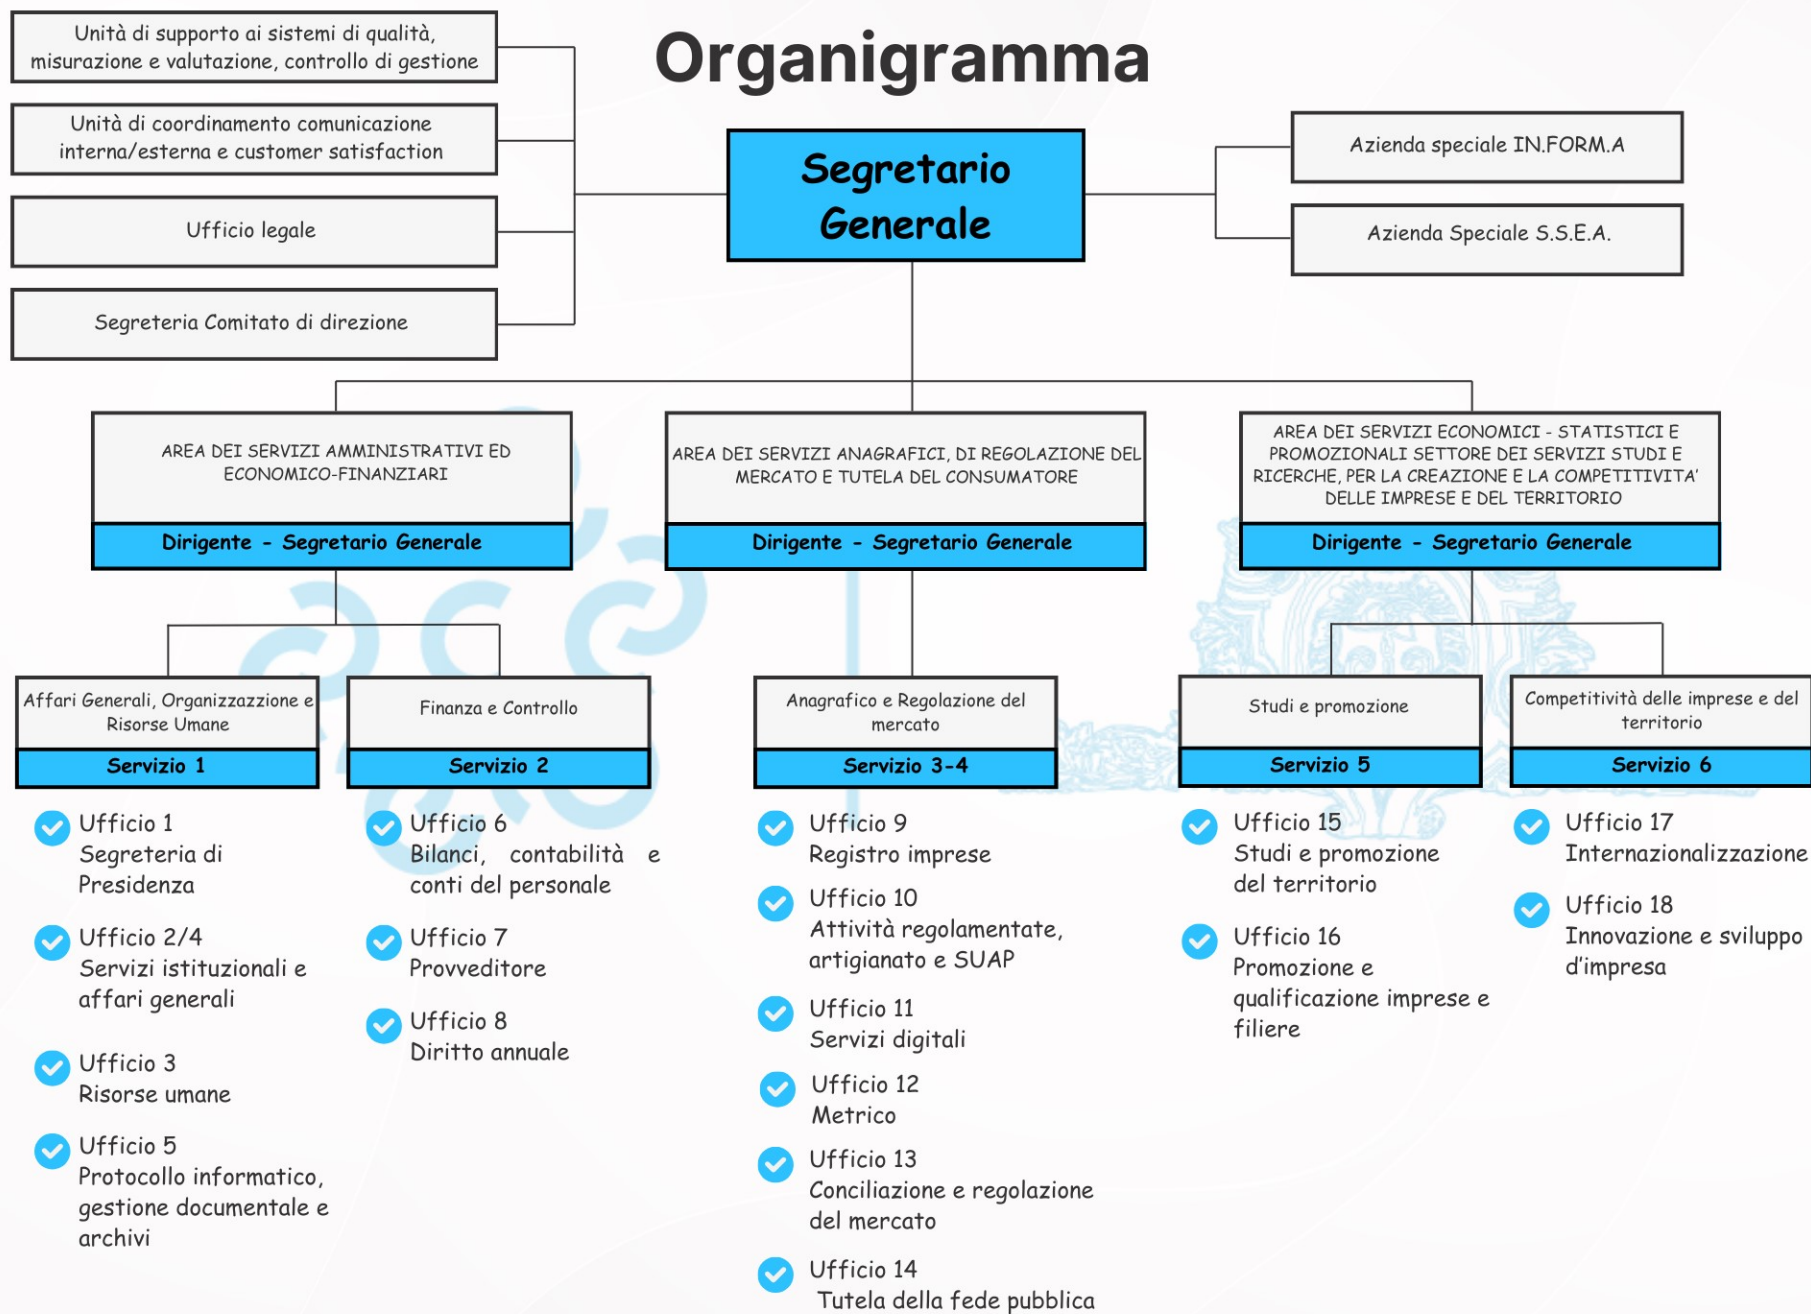 Organigramma
Unità di supporto ai sistemi di qualità,
misurazione e valutazione, controllo di gestione
Unità di coordinamento comunicazione
interna/esterna e customer satisfaction
Ufficio legale
Segreteria Comitato di direzione
Segretario
Generale
Azienda speciale IN.FORM.A
Azienda Speciale S.S.E.A.
AREA DEI SERVIZI AMMINISTRATIVI ED
ECONOMICO-FINANZIARI
Dirigente - Segretario Generale
AREA DEI SERVIZI ANAGRAFICI, DI REGOLAZIONE DEL
MERCATO E TUTELA DEL CONSUMATORE
Dirigente - Segretario Generale
AREA DEI SERVIZI ECONOMICI - STATISTICI E
PROMOZIONALI SETTORE DEI SERVIZI STUDI E
RICERCHE, PER LA CREAZIONE E LA COMPETITIVITA'
DELLE IMPRESE E DEL TERRITORIO
Dirigente - Segretario Generale
Affari Generali, Organizzazzione e
Risorse Umane
Servizio 1
Ufficio 1
Segreteria di
Presidenza
Ufficio 2/4
Servizi istituzionali e
affari generali
Ufficio 3
Risorse umane
Ufficio 5
Protocollo informatico,
gestione documentale e
archivi
Finanza e Controllo
Servizio 2
Ufficio 6
Bilanci, contabilità e
conti del personale
Ufficio 7
Provveditore
Ufficio 8
Diritto annuale
Anagrafico e Regolazione del
mercato
Servizio 3-4
Ufficio 9
Registro imprese
Ufficio 10
Attività regolamentate,
artigianato e SUAP
Ufficio 11
Servizi digitali
Ufficio 12
Metrico
Ufficio 13
Conciliazione e regolazione
del mercato
Ufficio 14
Tutela della fede pubblica
Studi e promozione
Servizio 5
Ufficio 15
Studi e promozione
del territorio
Ufficio 16
Promozione e
qualificazione imprese e
filiere
Competitività delle imprese e del
territorio
Servizio 6
Ufficio 17
Internazionalizzazione
Ufficio 18
Innovazione e sviluppo
d'impresa